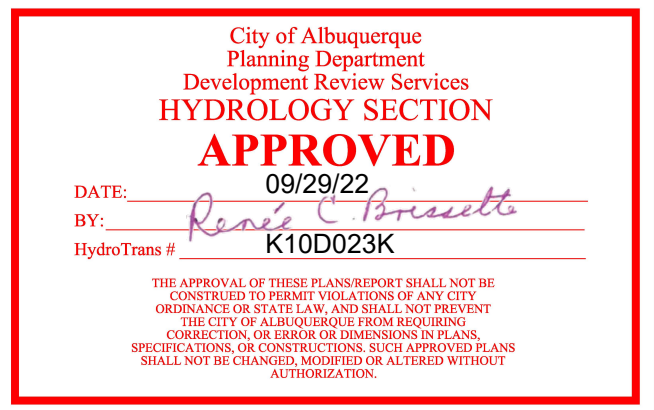 City of Albuquerque
Planning Department
Development Review Services
HYDROLOGY SECTION
APPROVED
DATE: 09/29/22
BY: Renée C. Brissette
HydroTrans # K10D023K
THE APPROVAL OF THESE PLANS/REPORT SHALL NOT BE
CONSTRUED TO PERMIT VIOLATIONS OF ANY CITY
ORDINANCE OR STATE LAW, AND SHALL NOT PREVENT
THE CITY OF ALBUQUERQUE FROM REQUIRING
CORRECTION, OR ERROR OR DIMENSIONS IN PLANS,
SPECIFICATIONS, OR CONSTRUCTIONS. SUCH APPROVED PLANS
SHALL NOT BE CHANGED, MODIFIED OR ALTERED WITHOUT
AUTHORIZATION.